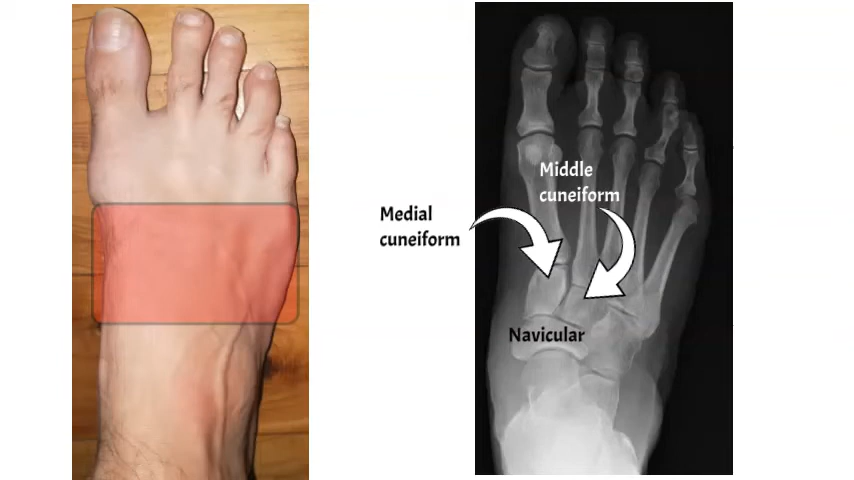 Middle
cuneiform
Medial
cuneiform
Navicular